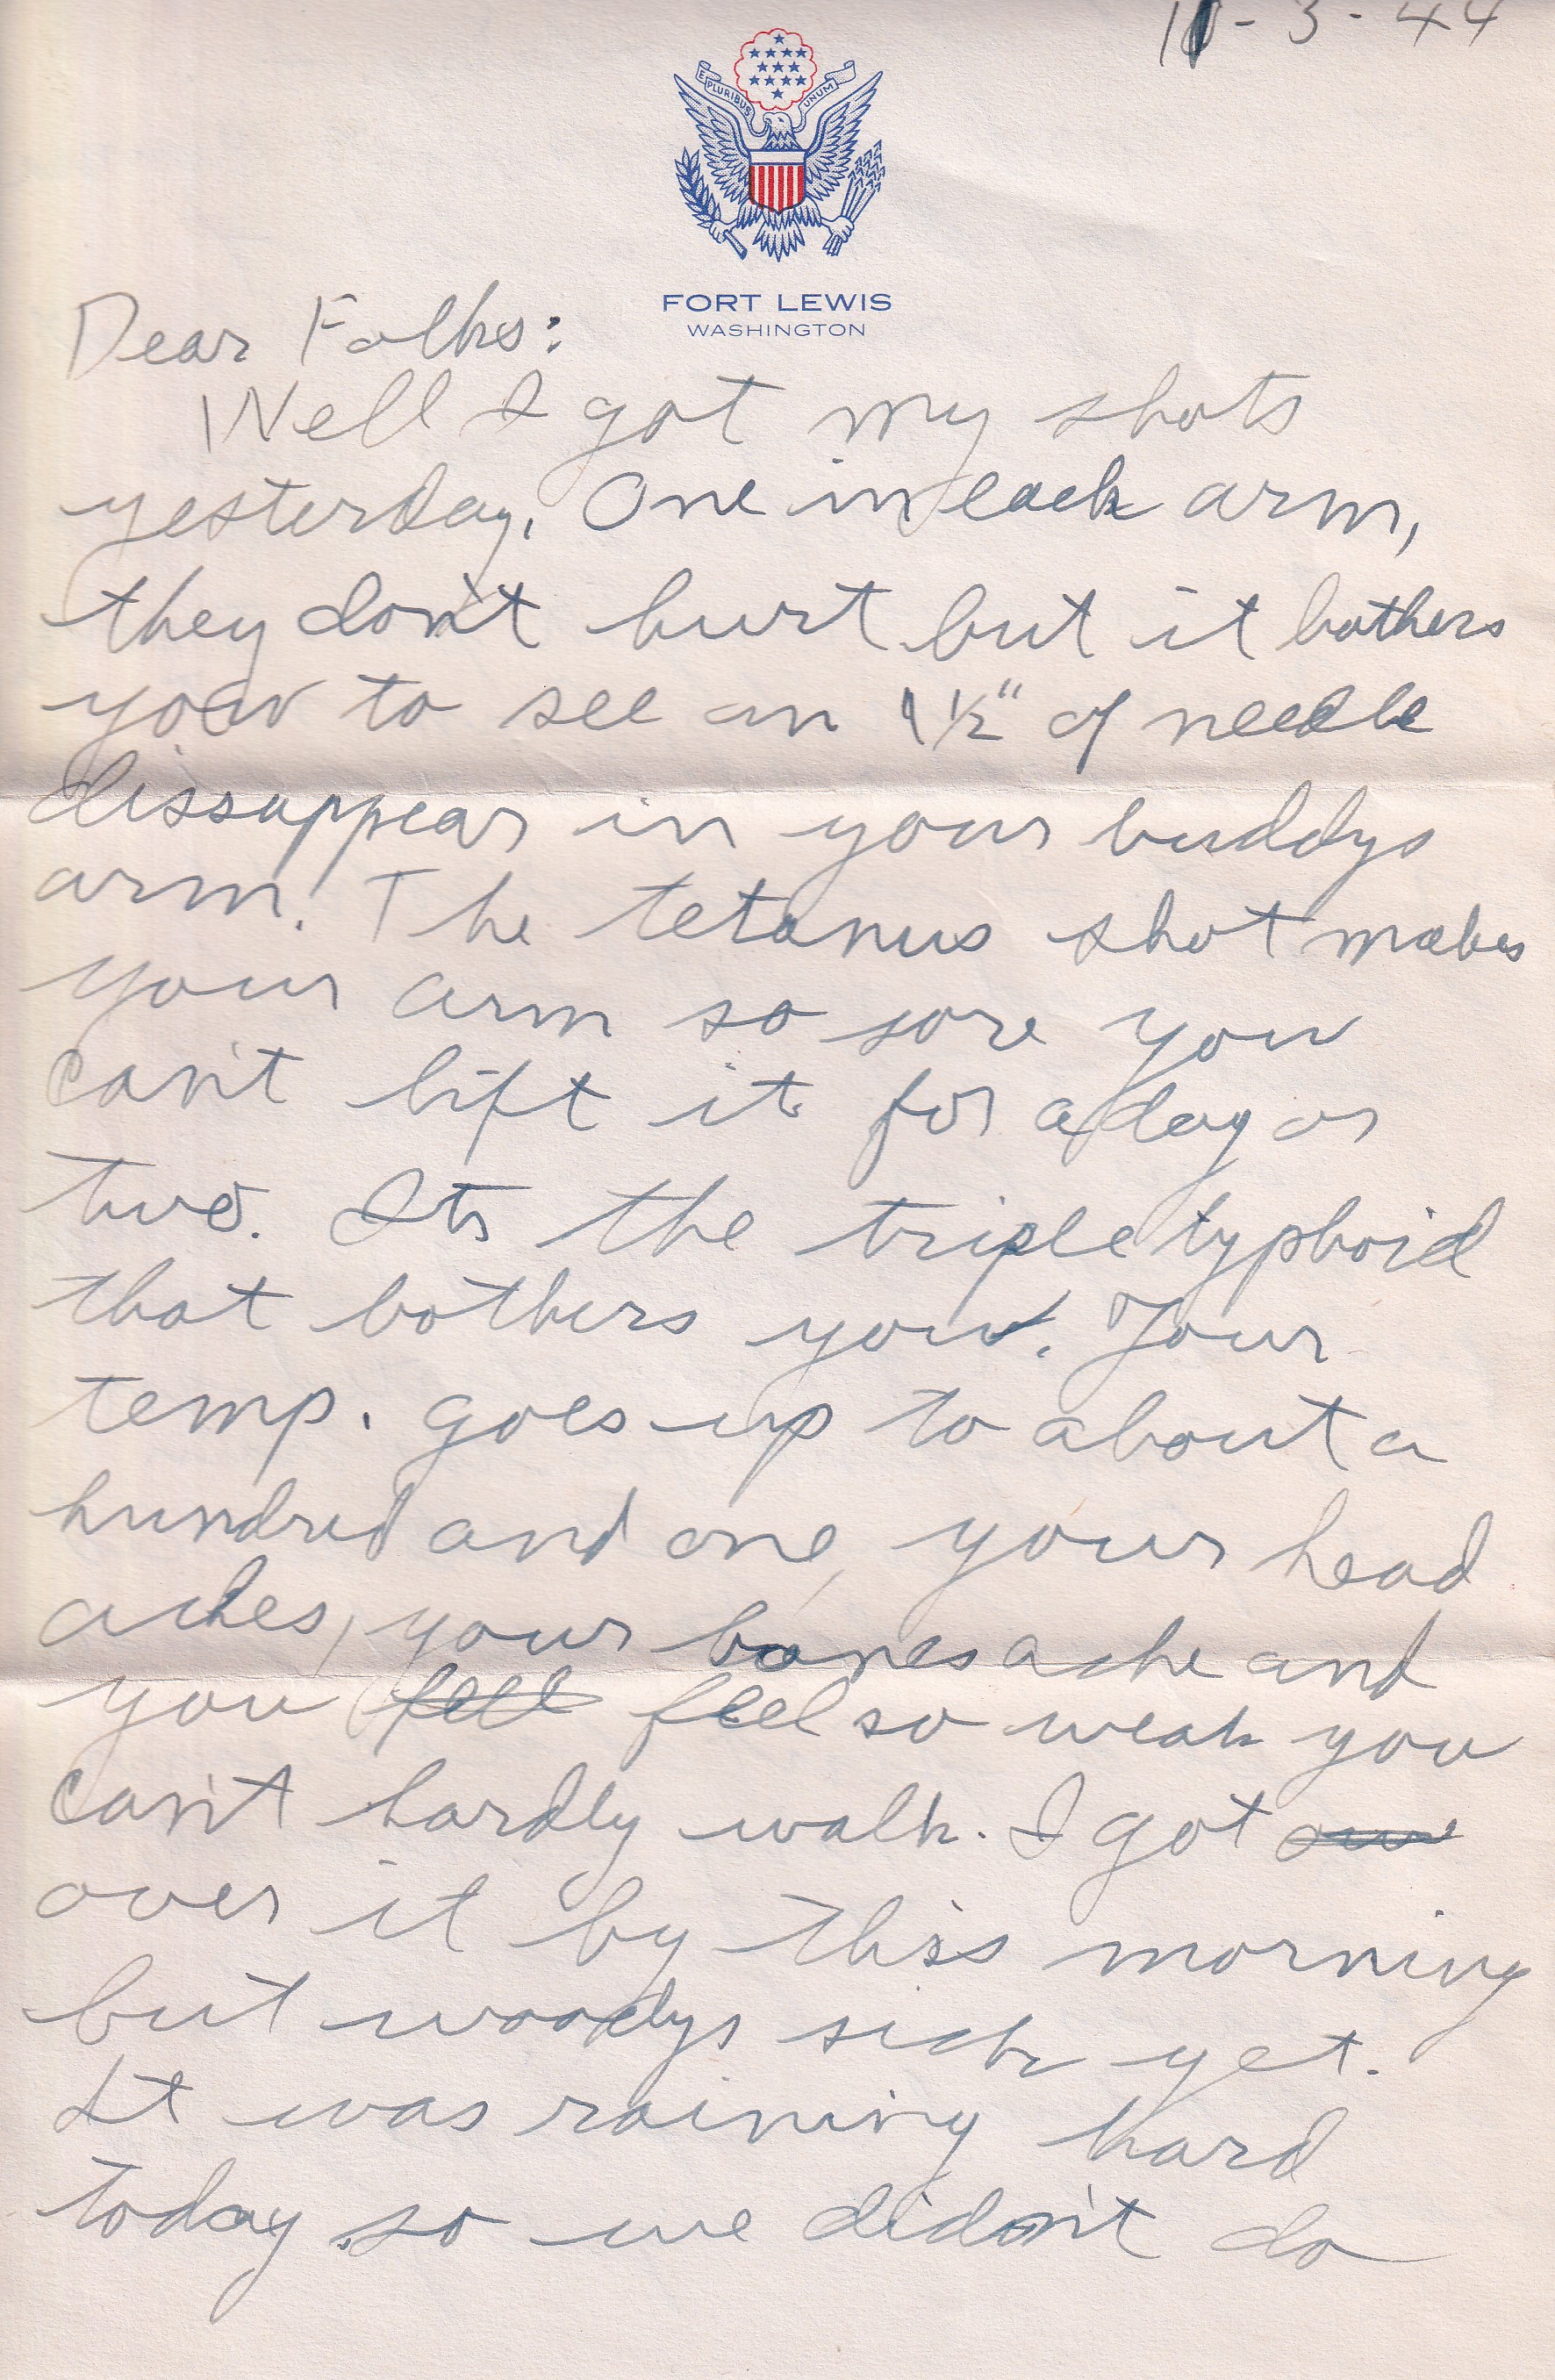 11-3-44
E PLURIBUS UNUM
FORT LEWIS
WASHINGTON
Dear Folks:
Well I got my shots
yesterday. One in each arm,
they don't hurt but it bothers
you to see an 1 1/2" of needle
dissappear in your buddys
arm. The tetanus shot makes
your arm so sore you
can't lift it for a day or
two. Its the triple typhoid
that bothers you. Your
temp. goes up to about a
hundred and one, your head
aches, your bones ache and
you fell feel so weak you
can't hardly walk. I got
over it by this morning
but woodys sick yet.
It was raining hard
today so we didn't do